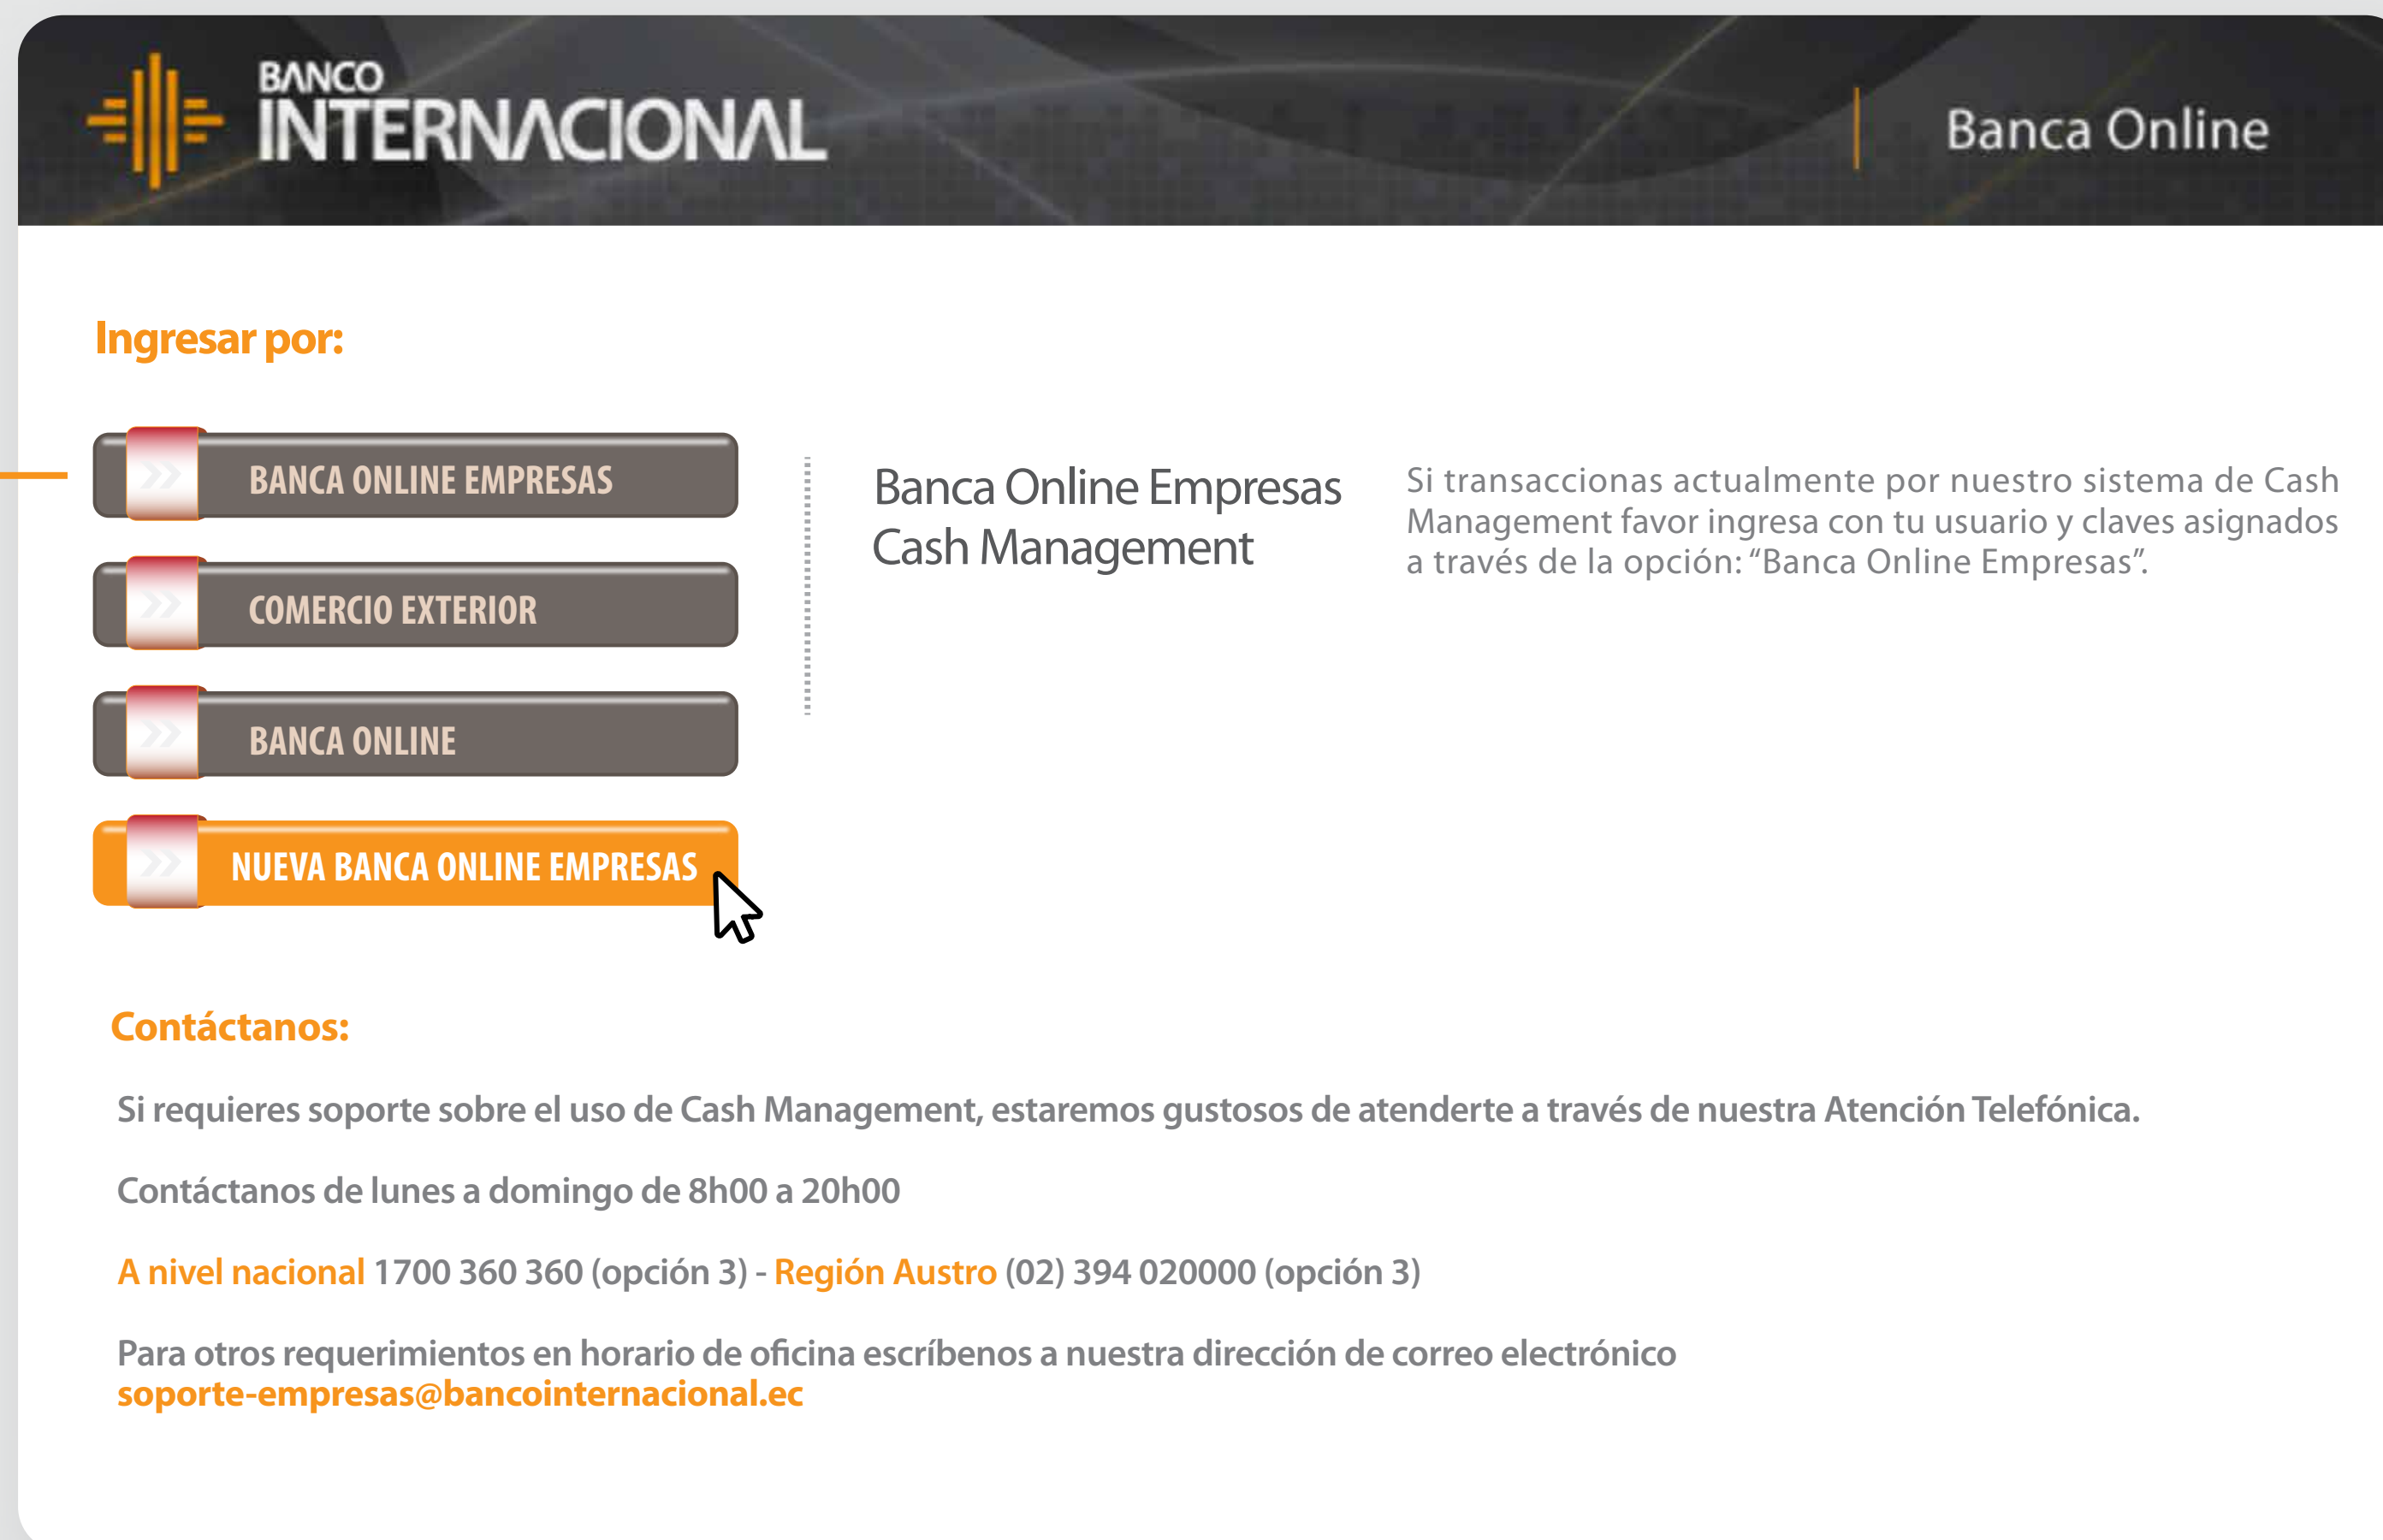 BANCO
INTERNACIONAL
Banca Online
Ingresar por:
BANCA ONLINE EMPRESAS
COMERCIO EXTERIOR
BANCA ONLINE
NUEVA BANCA ONLINE EMPRESAS
Banca Online Empresas
Cash Management
Si transaccionas actualmente por nuestro sistema de Cash
Management favor ingresa con tu usuario y claves asignados
a través de la opción: “Banca Online Empresas”.
Contáctanos:
Si requieres soporte sobre el uso de Cash Management, estaremos gustosos de atenderte a través de nuestra Atención Telefónica.
Contáctanos de lunes a domingo de 8h00 a 20h00
A nivel nacional 1700 360 360 (opción 3) - Región Austro (02) 394 020000 (opción 3)
Para otros requerimientos en horario de oficina escríbenos a nuestra dirección de correo electrónico
soporte-empresas@bancointernacional.ec